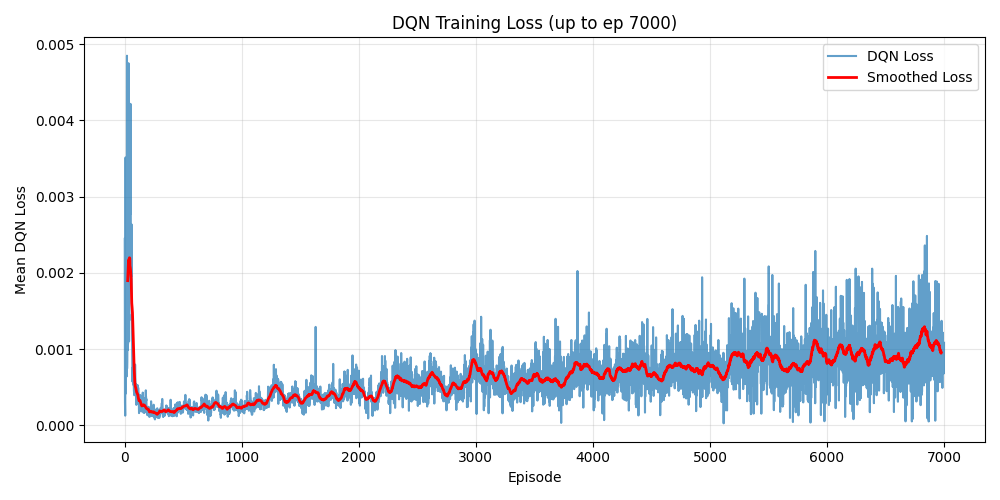 DQN Training Loss (up to ep 7000)
DQN Loss
Smoothed Loss
Mean DQN Loss
0.005
0.004
0.003
0.002
0.001
0.000
0 1000 2000 3000 4000 5000 6000 7000
Episode